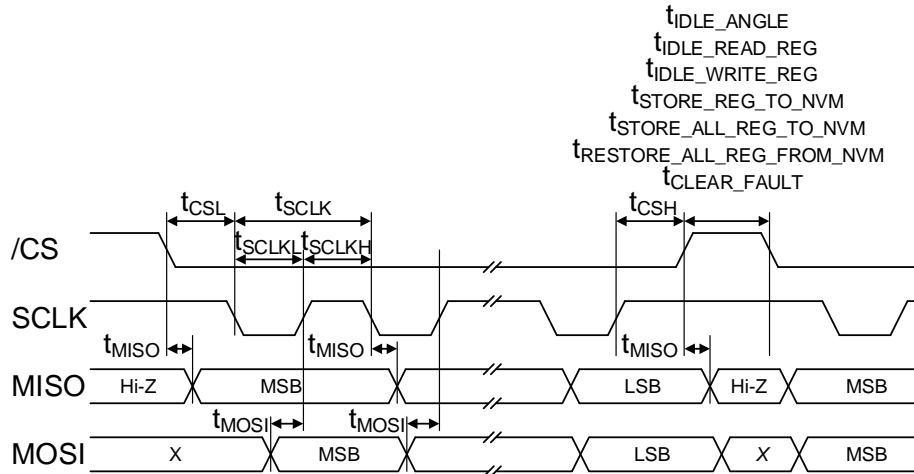 tIDLE_ANGLE
tIDLE_READ_REG
tIDLE_WRITE_REG
tSTORE_REG_TO_NVM
tSTORE_ALL_REG_TO_NVM
tRESTORE_ALL_REG_FROM_NVM
tCLEAR_FAULT
tCSL tSCLK tCSH
/CS tSCLKL tSCLKH
SCLK
tMISO tMISO tMISO
MISO Hi-Z MSB LSB Hi-Z MSB
tMOSI tMOSI
MOSI X MSB LSB X MSB